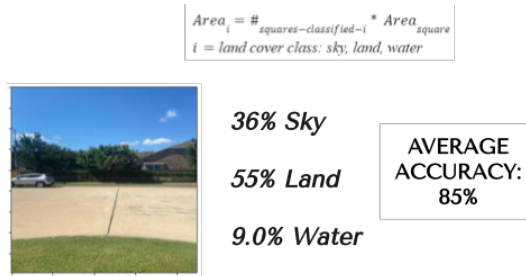 Area_i = #_squares-classified-i * Area_square
i = land cover class: sky, land, water
36% Sky
55% Land
9.0% Water
AVERAGE
ACCURACY:
85%